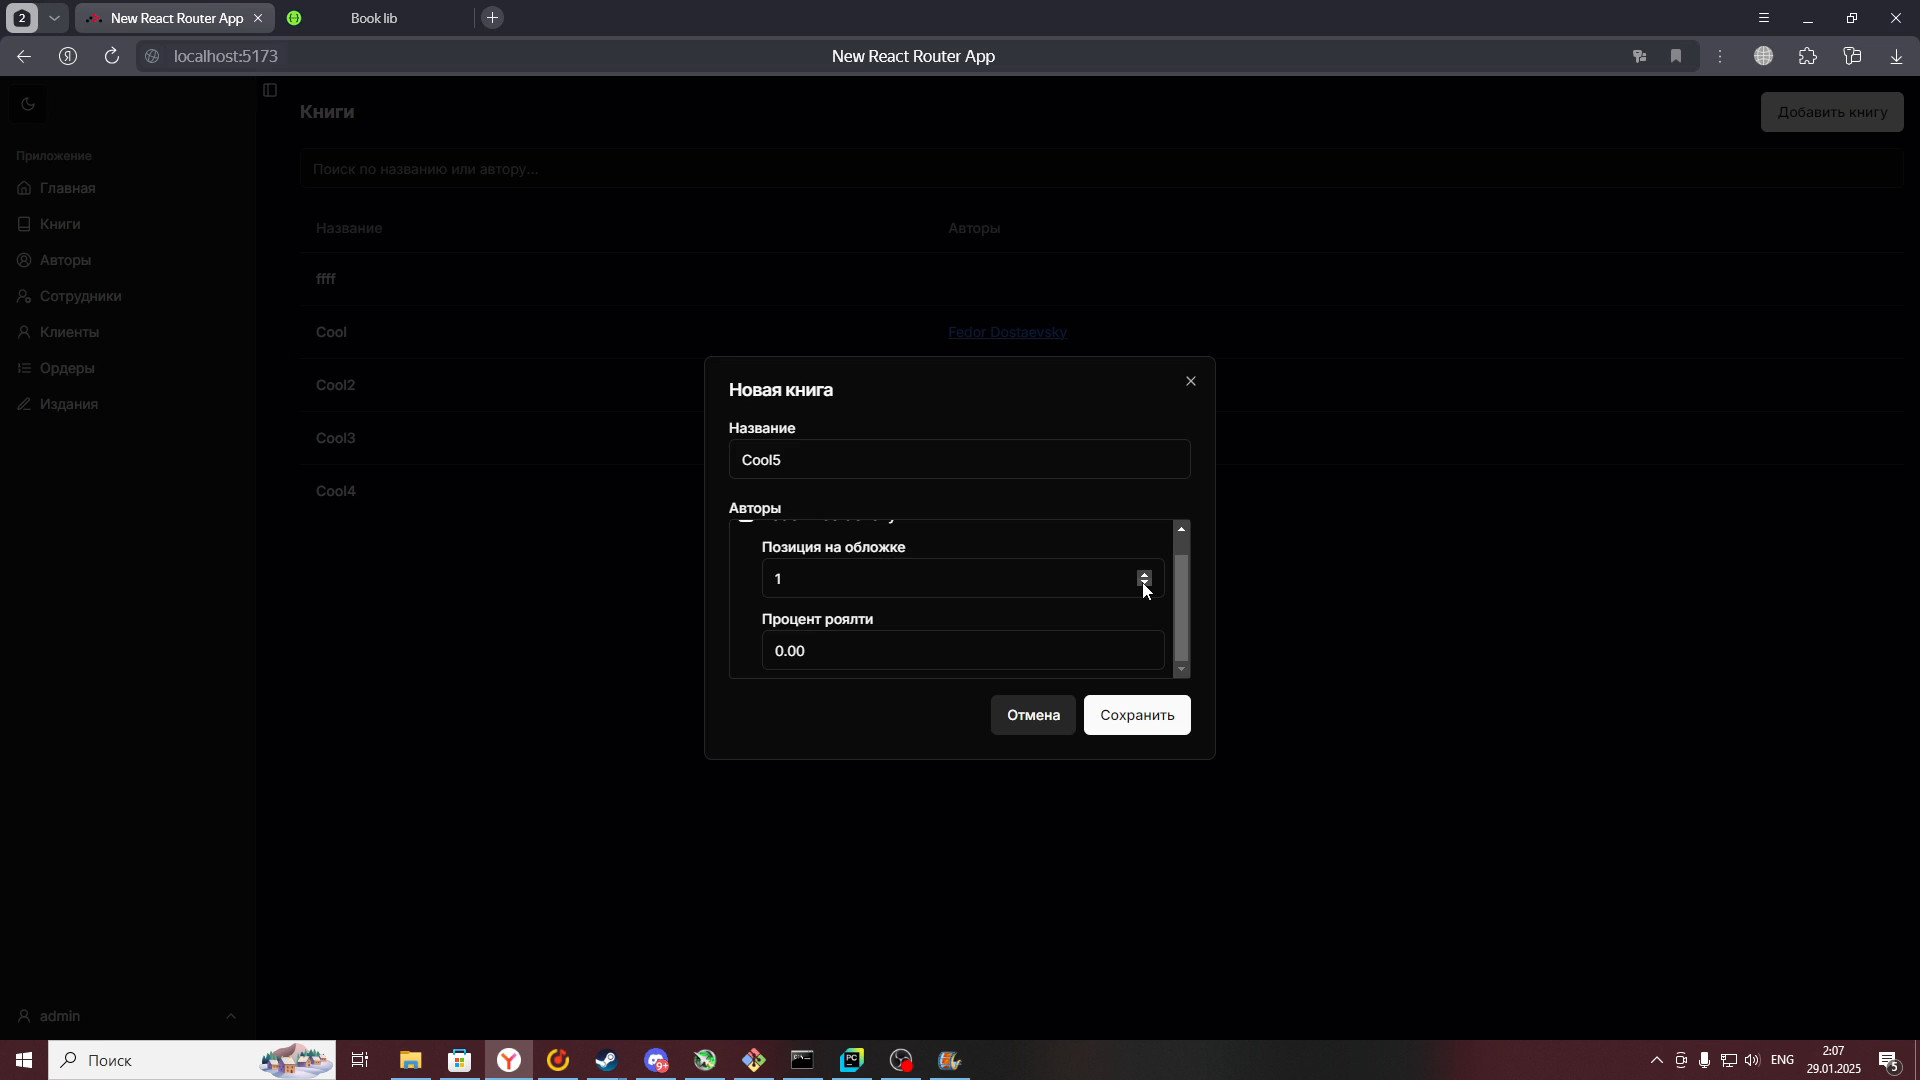 2
New React Router App
Book lib
localhost:5173
New React Router App
Книги
Добавить книгу
Приложение
Поиск по названию или автору...
Главная
Книги
Название
Авторы
Авторы
ffff
Сотрудники
Клиенты
Cool
Fedor Dostaevsky
Ордеры
Cool2
Издания
Cool3
Cool4
Новая книга
Название
Cool5
Авторы
Позиция на обложке
1
Процент роялти
0.00
Отмена
Сохранить
admin
Поиск
9+
PC
ENG
2:07
29.01.2025
5